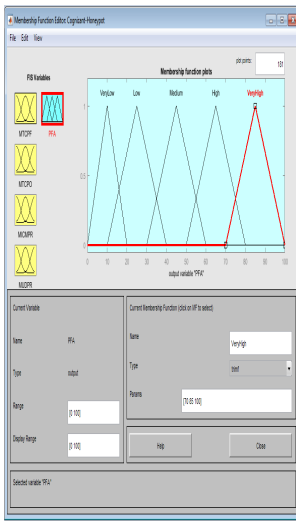 Membership Function Editor: Cognizant-Honeypot
File Edit View
FIS Variables
Membership function plots
plot points:
181
MTCPF
PFA
MTCPD
MICMPR
MUDPR
VeryLow Low Medium High VeryHigh
1
0.5
0
0 10 20 30 40 50 60 70 80 90 100
output variable "PFA"
Current Variable
Name PFA
Type output
Range [0 100]
Display Range [0 100]
Current Membership Function (click on MF to select)
Name VeryHigh
Type trimf
Params [70 85 100]
Help Close
Selected variable "PFA"